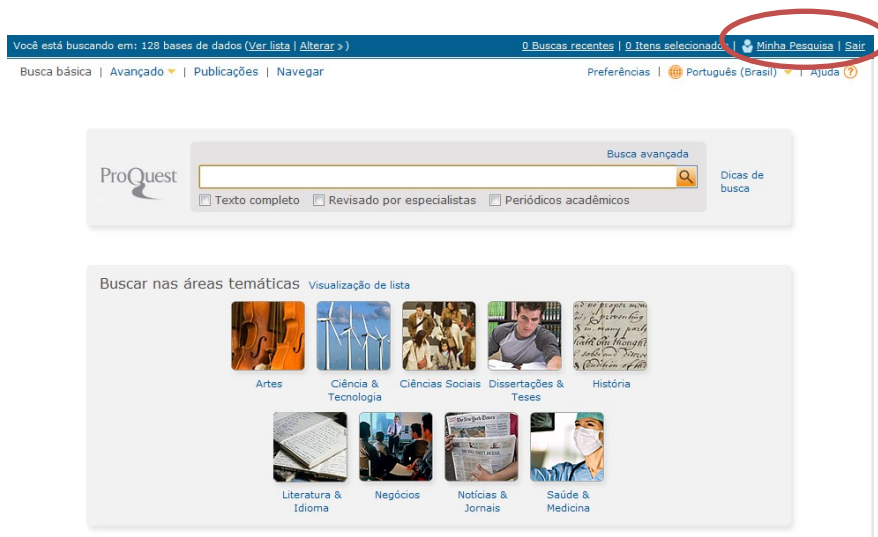 Você está buscando em: 128 bases de dados (Ver lista | Alterar »)
0 Buscas recentes | 0 Itens selecionados | Minha Pesquisa | Sair
Busca básica | Avançado | Publicações | Navegar
Preferências | Português (Brasil) | Ajuda ?
Busca avançada
ProQuest
Dicas de
busca
Texto completo Revisado por especialistas Periódicos acadêmicos
Buscar nas áreas temáticas Visualização de lista
Artes
Ciência &
Tecnologia
Ciências Sociais
Dissertações &
Teses
História
Literatura &
Idioma
Negócios
Notícias &
Jornais
Saúde &
Medicina